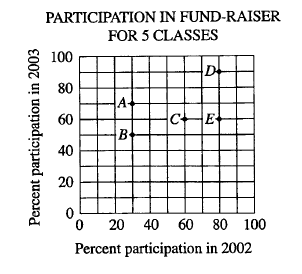 PARTICIPATION IN FUND-RAISER
FOR 5 CLASSES
Percent participation in 2003
100
80
60
40
20
0
D
A
C
E
B
0 20 40 60 80 100
Percent participation in 2002